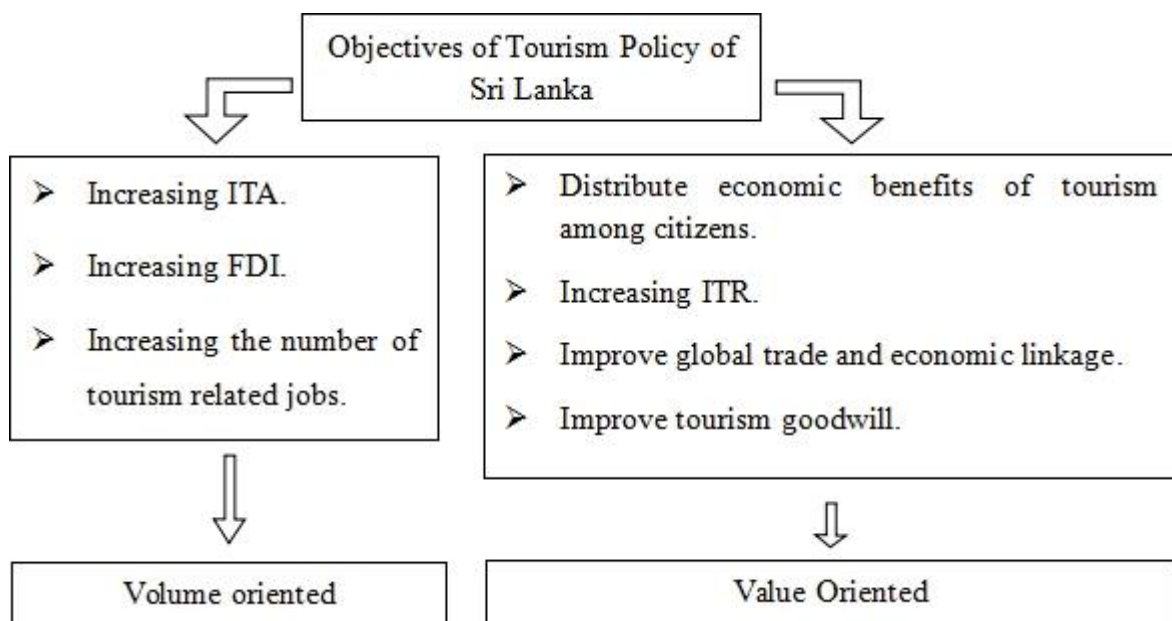 Objectives of Tourism Policy of
Sri Lanka
➢ Increasing ITA.
➢ Increasing FDI.
➢ Increasing the number of
tourism related jobs.
➢ Distribute economic benefits of tourism
among citizens.
➢ Increasing ITR.
➢ Improve global trade and economic linkage.
➢ Improve tourism goodwill.
Volume oriented
Value Oriented